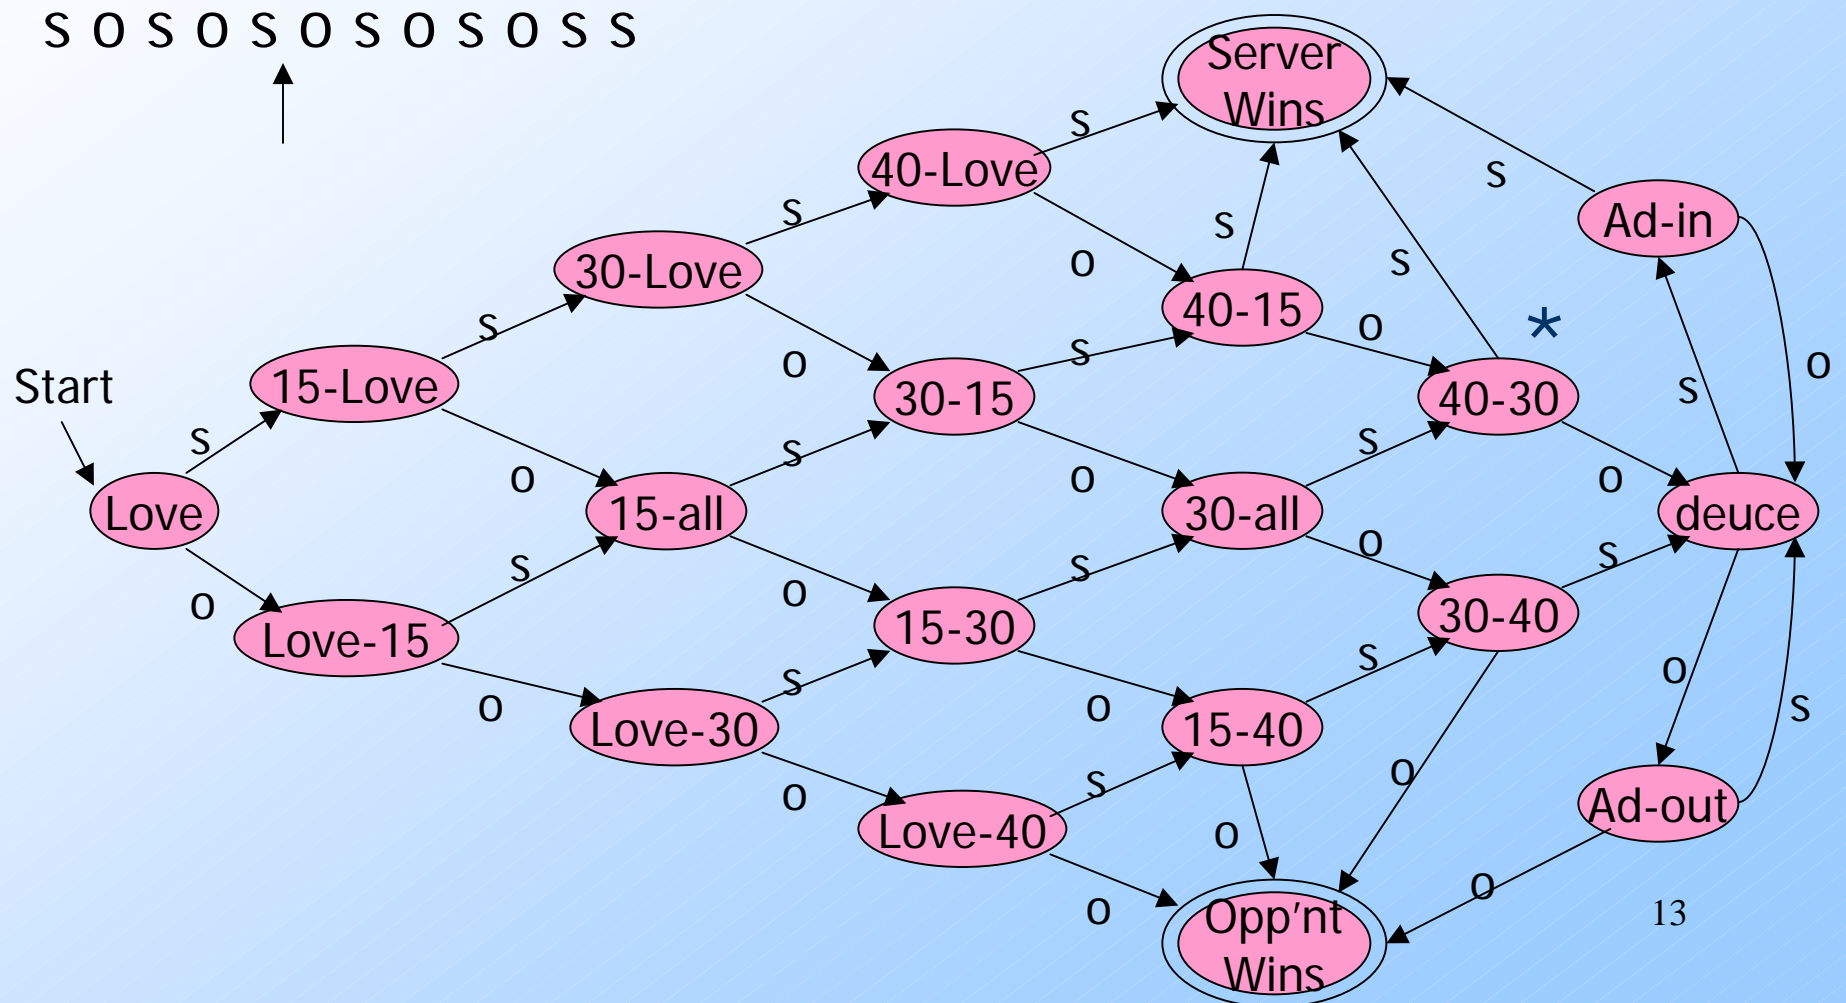 s o s o s o s o s o s s
Server
Wins
s
40-Love
s
s
s
Ad-in
30-Love
o
s
40-15
o
*
s
o
s
o
Start
15-Love
30-15
40-30
s
s
s
s
Love
o
15-all
o
30-all
o
deuce
s
o
s
o
s
o
Love-15
15-30
30-40
s
s
o
o
Love-30
o
15-40
s
o
s
o
Love-40
o
Ad-out
o
o
o
Opp'nt
Wins
13